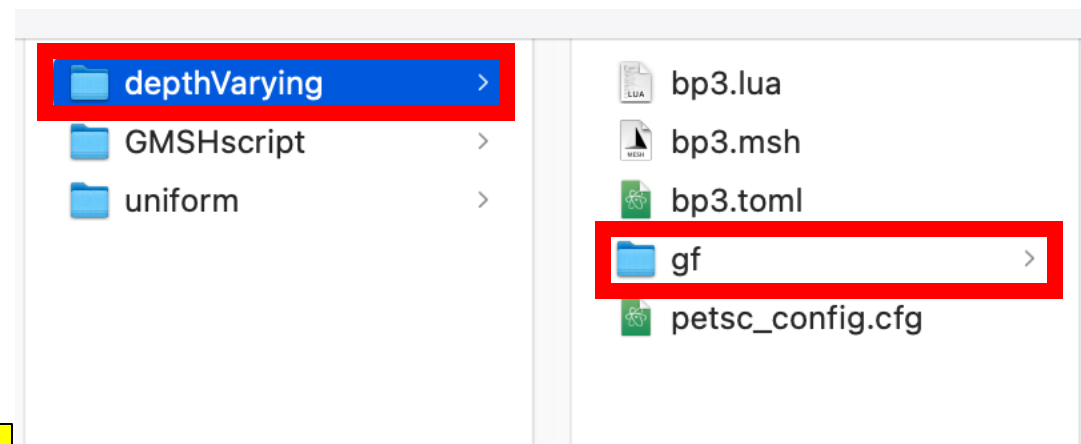 depthVarying
GMSHscript
uniform
LUA
bp3.lua
MESH
bp3.msh
bp3.toml
gf
petsc_config.cfg